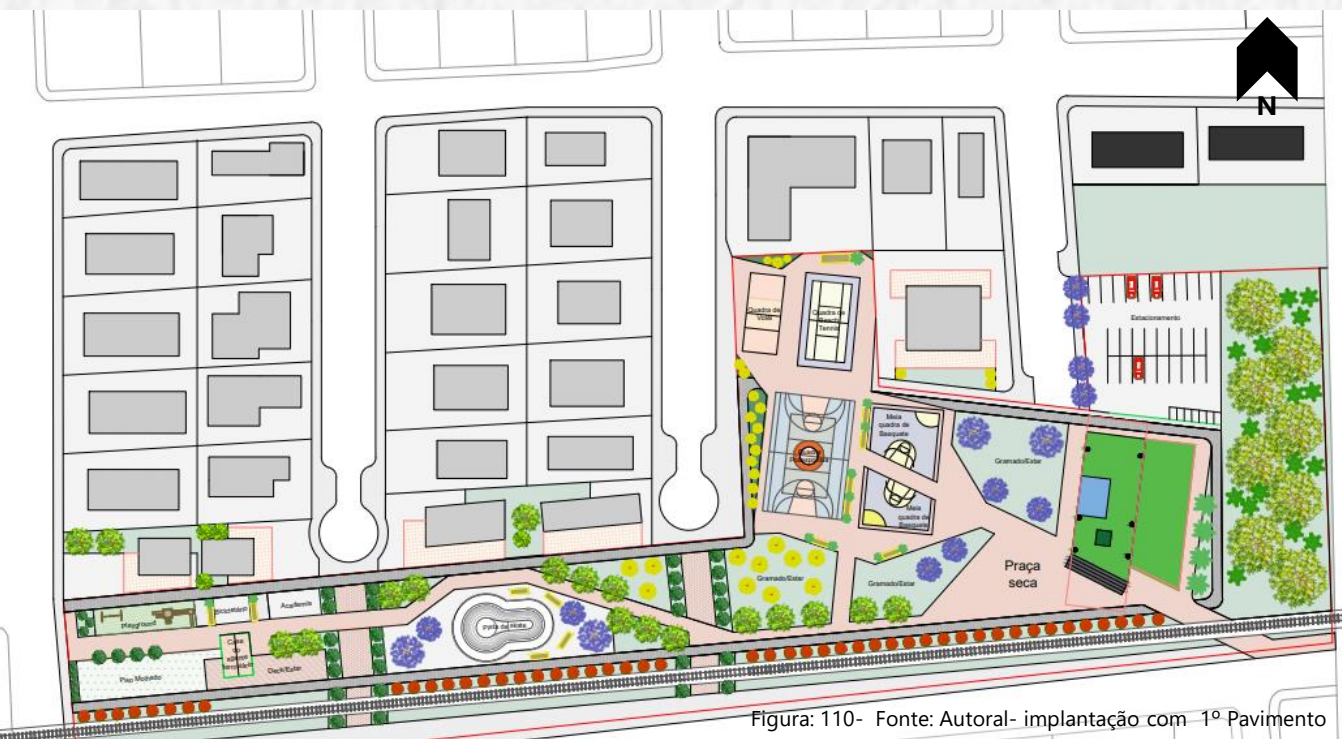 N
Quadra de
Volei
Quadra de
Beach
Tennis
Estacionamento
Meia
quadra de
Basquete
Quadra
Gramado/Estar
Meia
quadra de
Basquete
Praça
seca
Gramado/Estar
Gramado/Estar
Playground
Bicicletário
Academia
Pista de skate
Deck/Estar
Piso Molhado
Figura: 110- Fonte: Autoral- implantação com 1º Pavimento